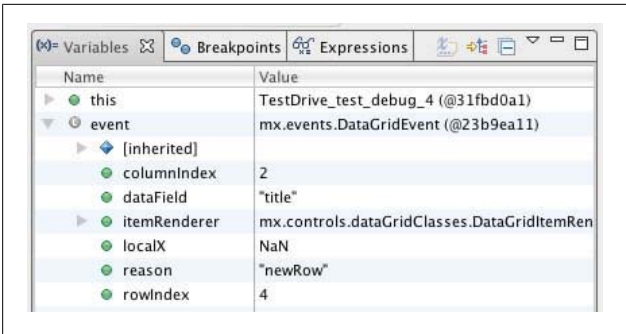 (x)= Variables Breakpoints Expressions
Name Value
this TestDrive_test_debug_4 (@31fbd0a1)
event mx.events.DataGridEvent (@23b9ea11)
[inherited]
columnIndex 2
dataField "title"
itemRenderer mx.controls.dataGridClasses.DataGridItemRen
localX NaN
reason "newRow"
rowIndex 4